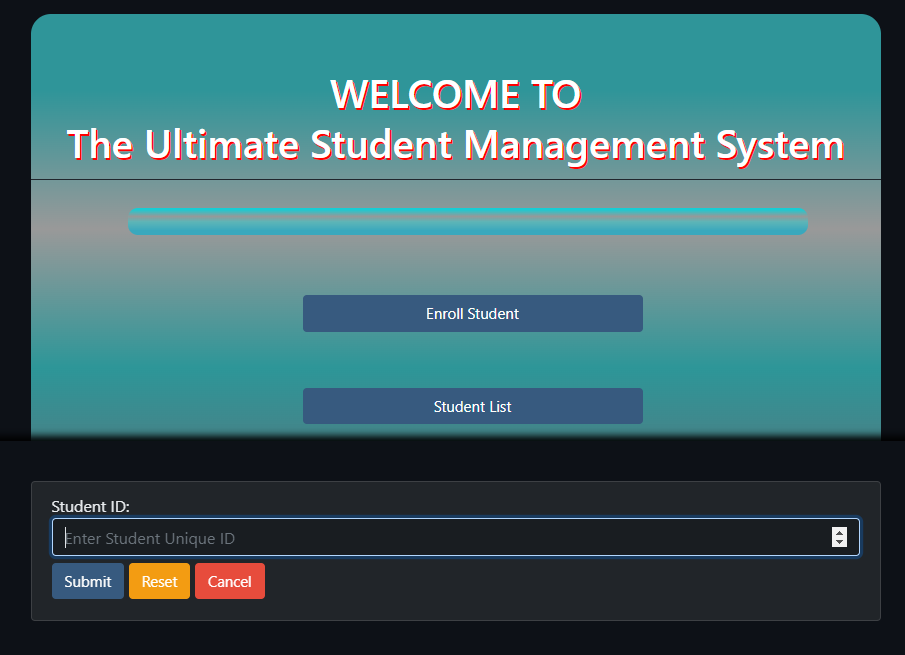 WELCOME TO
The Ultimate Student Management System
Enroll Student
Student List
Student ID:
Enter Student Unique ID
Submit Reset Cancel